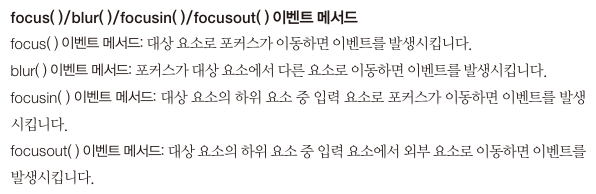 focus( )/blur( )/focusin( )/focusout( ) 이벤트 메서드
focus( ) 이벤트 메서드: 대상 요소로 포커스가 이동하면 이벤트를 발생시킵니다.
blur( ) 이벤트 메서드: 포커스가 대상 요소에서 다른 요소로 이동하면 이벤트를 발생시킵니다.
focusin( ) 이벤트 메서드: 대상 요소의 하위 요소 중 입력 요소로 포커스가 이동하면 이벤트를 발생
시킵니다.
focusout( ) 이벤트 메서드: 대상 요소의 하위 요소 중 입력 요소에서 외부 요소로 이동하면 이벤트를
발생시킵니다.